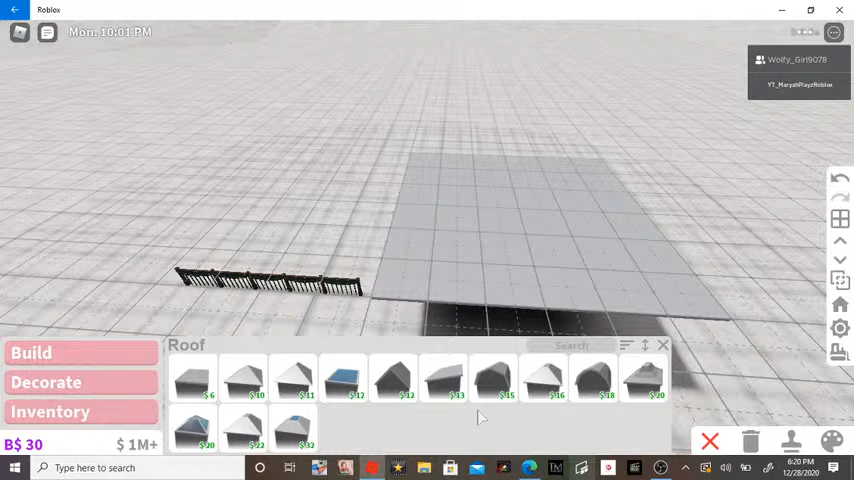 Roblox
Mon. 10:01 PM
Wolfy_Girl9078
YT_MaryahPlayzRoblox
Build
Decorate
Inventory
B$ 30
$ 1M+
Roof
Search
$ 6
$ 10
$ 11
$ 12
$ 12
$ 13
$ 15
$ 16
$ 18
$ 20
$ 20
$ 22
$ 32
Type here to search
TM
6:20 PM
12/28/2020